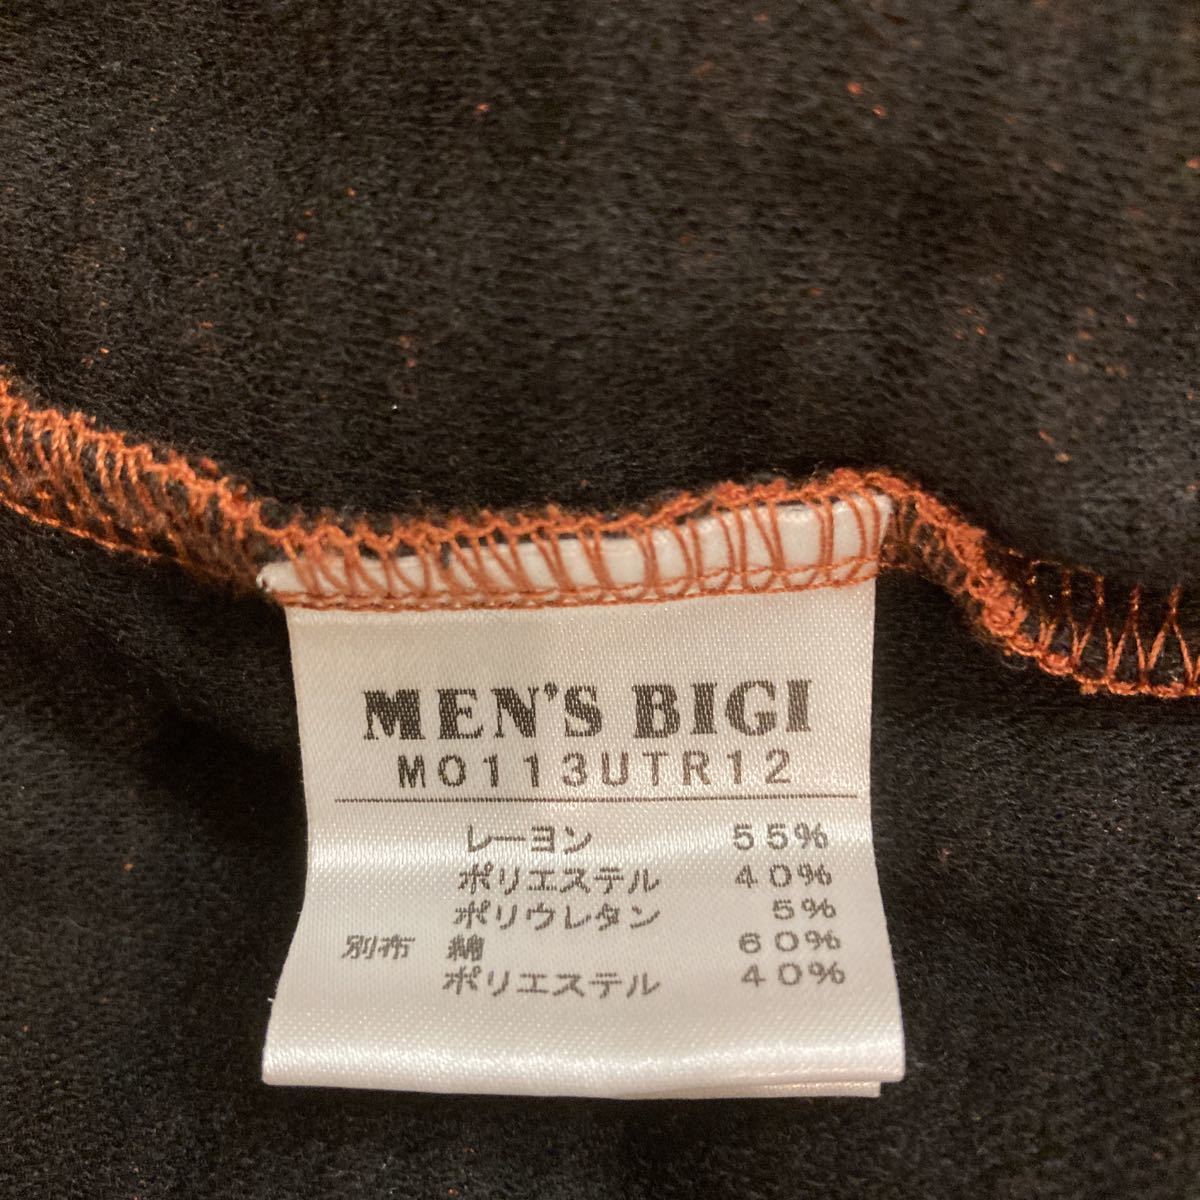 MEN'S BIGI
M0113UTR12
レーヨン 55%
ポリエステル 40%
ポリウレタン 5%
別布 綿 60%
ポリエステル 40%